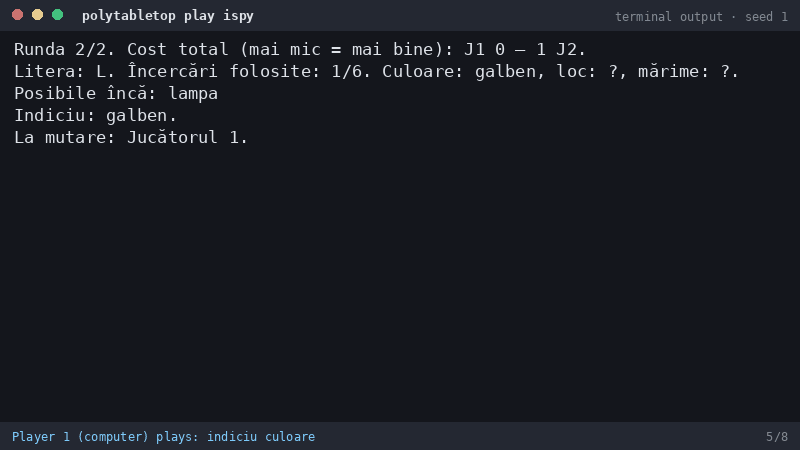 polytabletop play ispy
terminal output · seed 1
Runda 2/2. Cost total (mai mic = mai bine): J1 0 – 1 J2.
Litera: L. Încercări folosite: 1/6. Culoare: galben, loc: ?, mărime: ?.
Posibile încă: lampa
Indiciu: galben.
La mutare: Jucătorul 1.
Player 1 (computer) plays: indiciu culoare
5/8